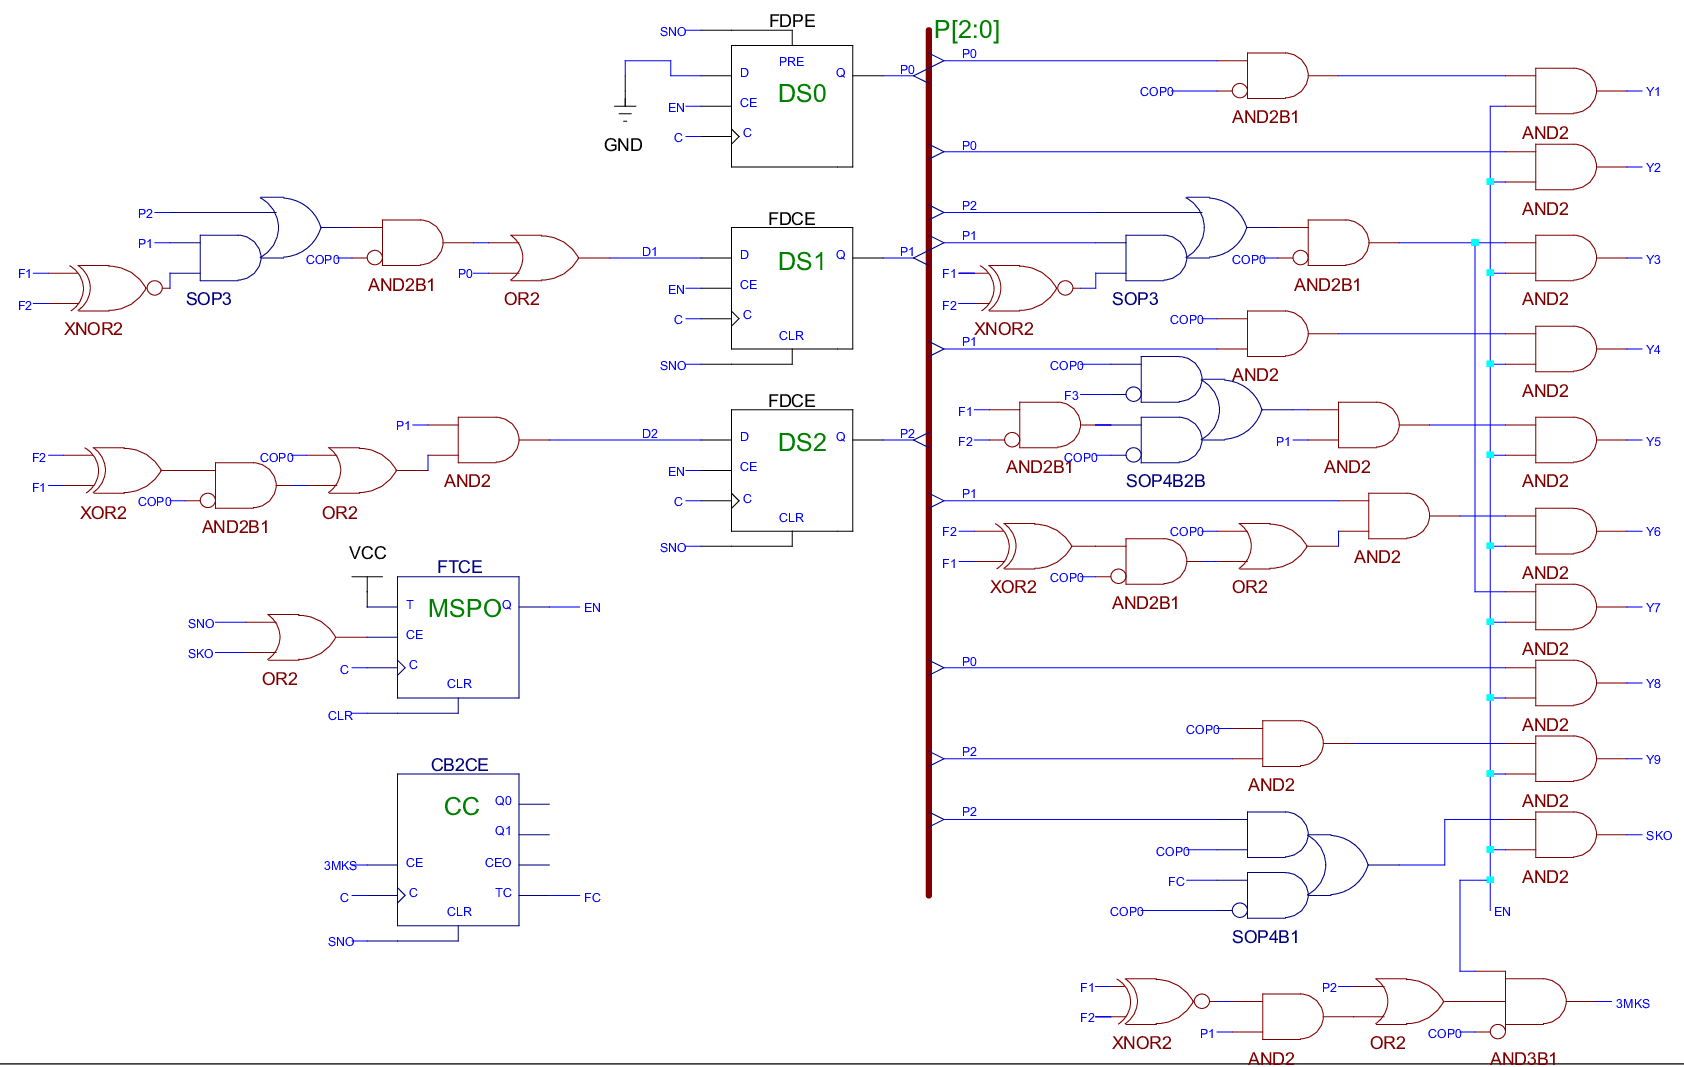 FDPE
SNO
PRE
D
Q
DS0
EN
CE
C
C
GND
P0
P[2:0]
P0
COP0
AND2B1
AND2
Y1
P0
AND2
Y2
P2
P1
F1
F2
XNOR2
SOP3
COP0
AND2B1
P0
OR2
D1
FDCE
D
Q
DS1
EN
CE
C
C
CLR
SNO
P1
P2
P1
F1
F2
XNOR2
SOP3
COP0
AND2B1
AND2
Y3
COP0
P1
AND2
AND2
Y4
COP0
F3
F1
F2
AND2B1
COP0
SOP4B2B
P1
AND2
AND2
Y5
F2
F1
XOR2
COP0
AND2B1
COP0
OR2
P1
AND2
D2
FDCE
D
Q
DS2
EN
CE
C
C
CLR
SNO
P2
P1
F2
F1
XOR2
COP0
AND2B1
COP0
OR2
AND2
AND2
Y6
AND2
Y7
VCC
FTCE
T
MSPO
Q
EN
SNO
SKO
OR2
CE
C
C
CLR
CLR
P0
AND2
Y8
COP0
P2
AND2
AND2
Y9
CB2CE
CC
Q0
Q1
3MKS
CE
CEO
C
C
TC
FC
CLR
SNO
P2
COP0
FC
COP0
SOP4B1
AND2
SKO
EN
F1
F2
XNOR2
P1
AND2
P2
OR2
COP0
AND3B1
3MKS